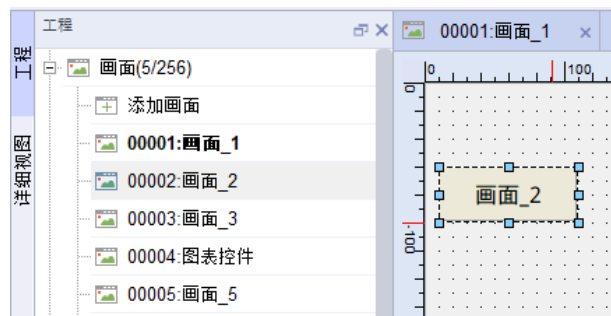 工程
工程
详细视图
画面(5/256)
添加画面
00001:画面_1
00002:画面_2
00003:画面_3
00004:图表控件
00005:画面_5
00001:画面_1
0
100
0
-100
画面_2